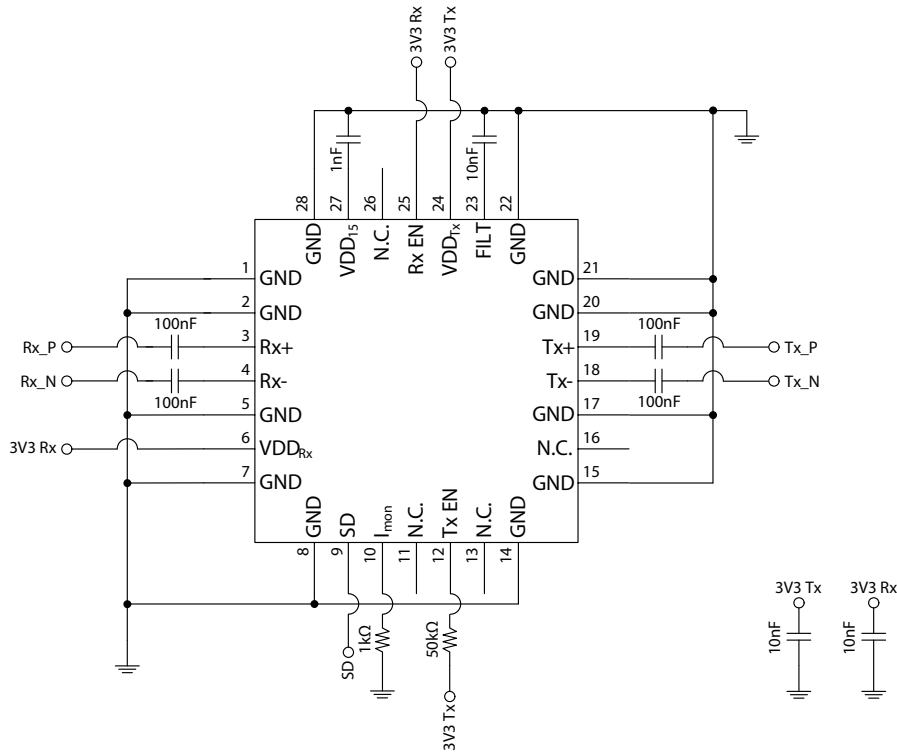 3V3 Rx
3V3 Tx
1nF
10nF
28
27
26
25
24
23
22
GND
VDD15
N.C.
Rx EN
VDDTx
FILT
GND
1 GND
2 GND
100nF
Rx_P
3 Rx+
Rx_N
4 Rx-
100nF
5 GND
3V3 Rx
6 VDDRx
7 GND
GND 21
GND 20
100nF
Tx+ 19
Tx_P
Tx- 18
Tx_N
100nF
GND 17
N.C. 16
GND 15
GND
SD
Imon
N.C.
Tx EN
N.C.
GND
8
9
10
11
12
13
14
SD
1kΩ
50kΩ
3V3 Tx
3V3 Tx
3V3 Rx
10nF
10nF